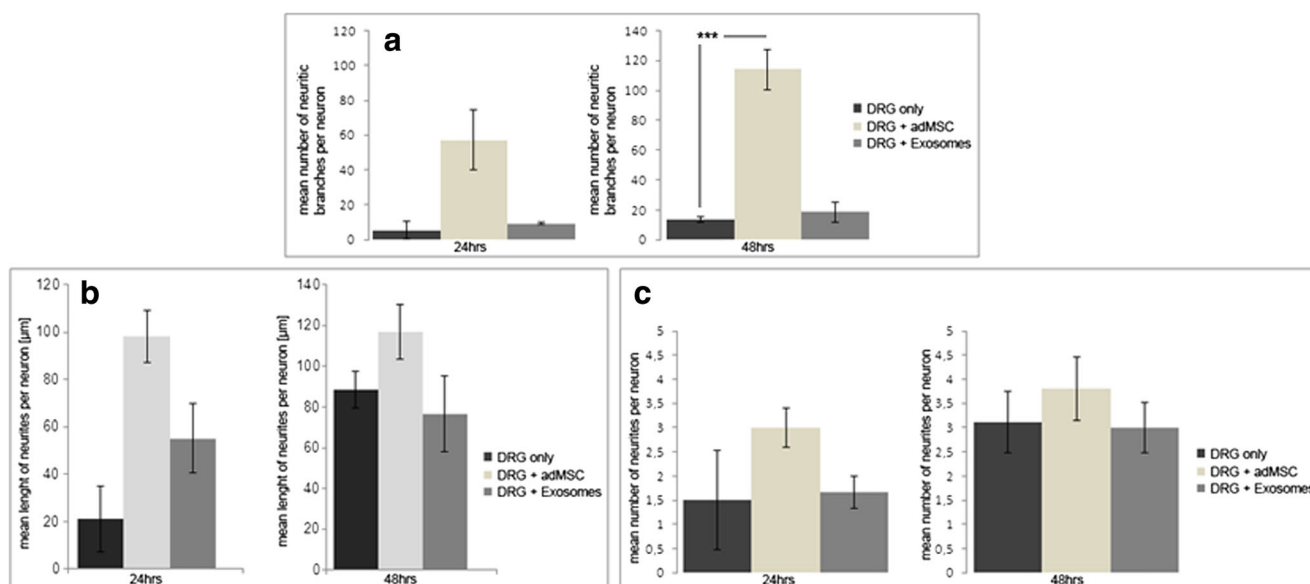 a
mean number of neuritic
branches per neuron
120
100
80
60
40
20
0
24hrs
mean number of neuritic
branches per neuron
140
120
100
80
60
40
20
0
***
48hrs
DRG only
DRG + adMSC
DRG + Exosomes
b
mean lenght of neurites per neuron [µm]
120
100
80
60
40
20
0
24hrs
mean lenght of neurites per neuron [µm]
140
120
100
80
60
40
20
0
48hrs
DRG only
DRG + adMSC
DRG + Exosomes
c
mean number of neurites per neuron
5
4,5
4
3,5
3
2,5
2
1,5
1
0,5
0
24hrs
mean number of neurites per neuron
5
4,5
4
3,5
3
2,5
2
1,5
1
0,5
0
48hrs
DRG only
DRG + adMSC
DRG + Exosomes